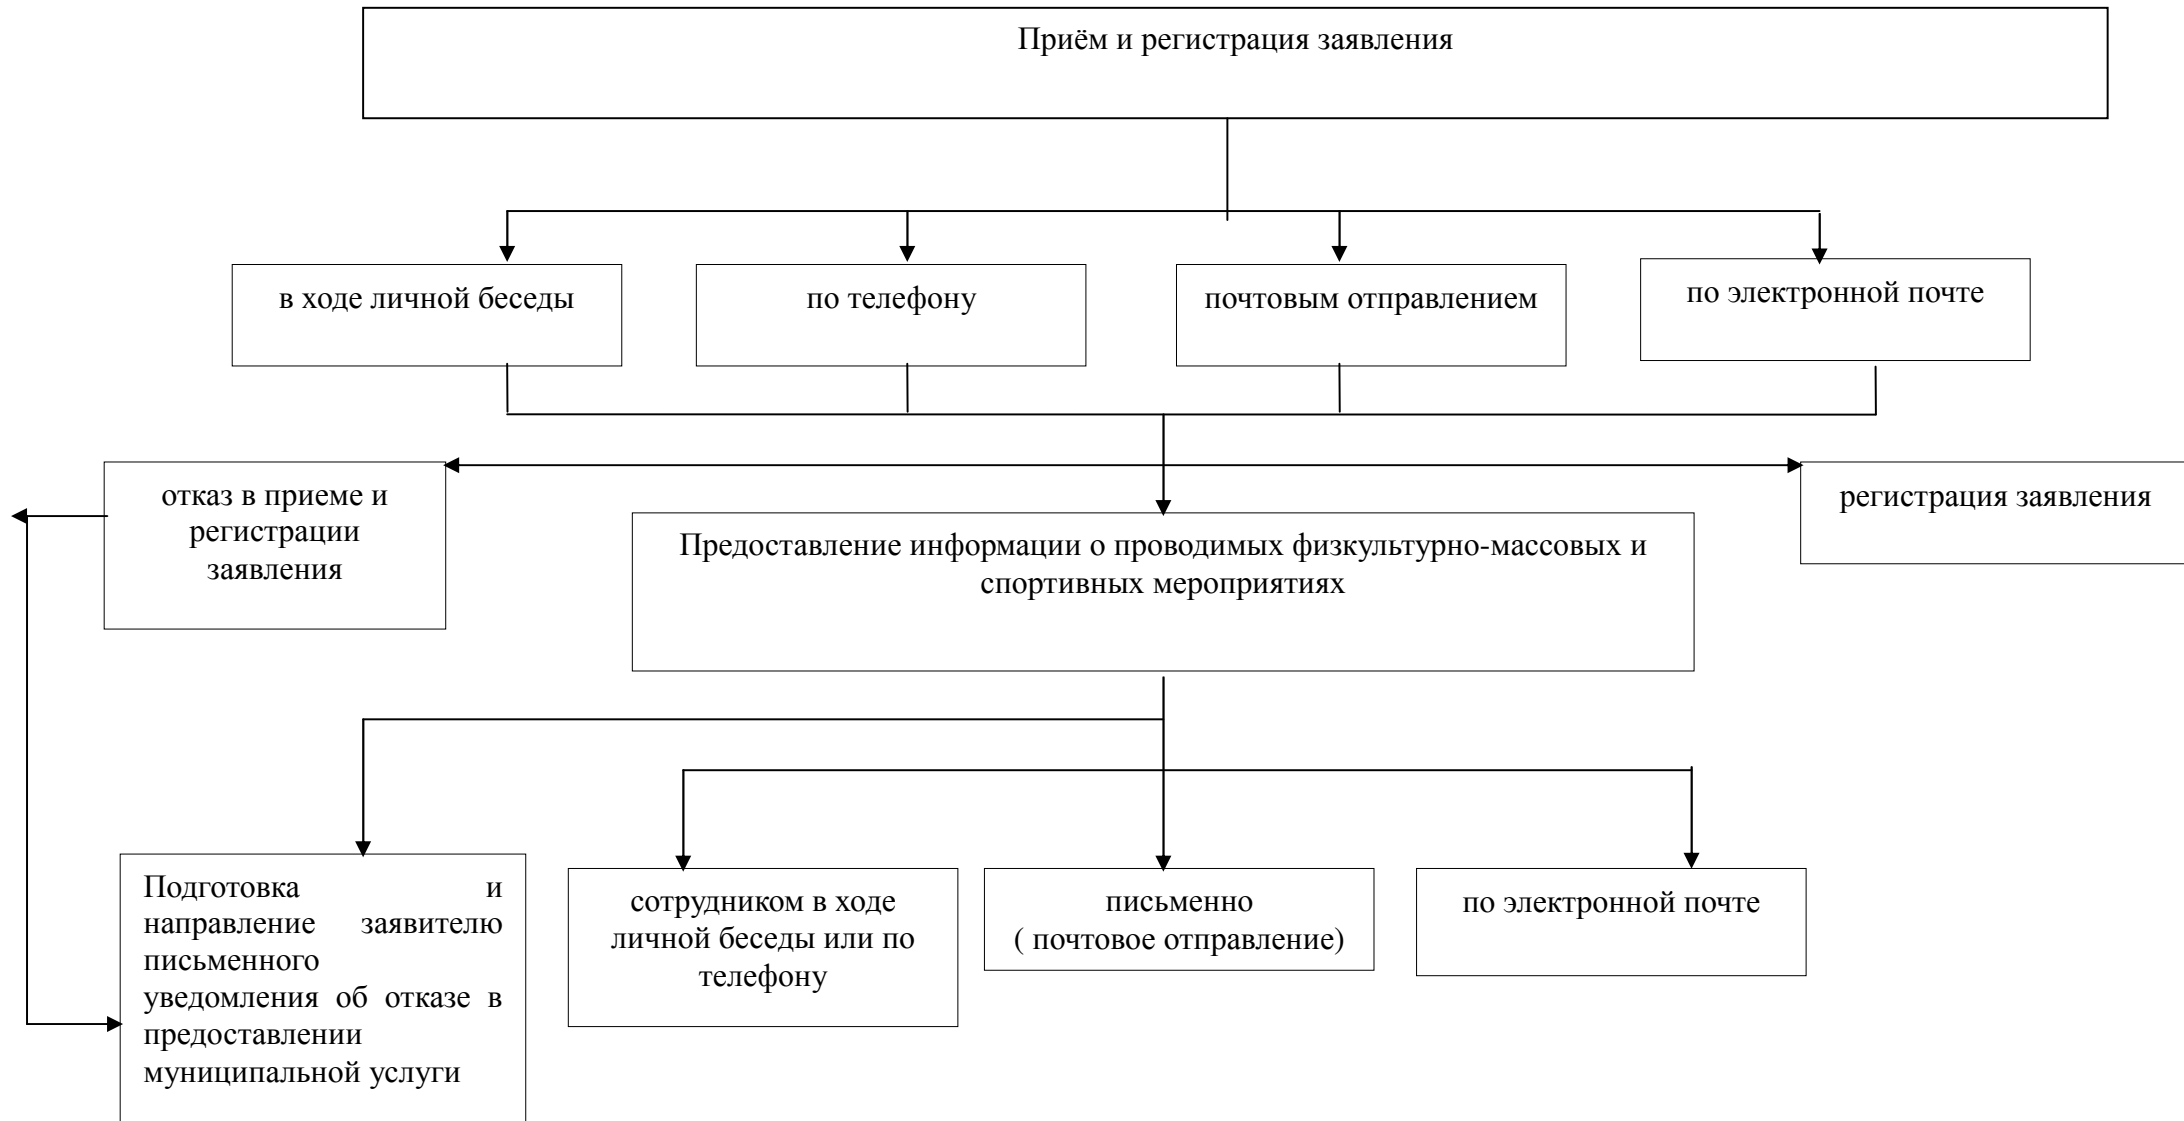 Приём и регистрация заявления
в ходе личной беседы
по телефону
почтовым отправлением
по электронной почте
отказ в приеме и
регистрации
заявления
регистрация заявления
Предоставление информации о проводимых физкультурно-массовых и
спортивных мероприятиях
Подготовка и
направление заявителю
письменного
уведомления об отказе в
предоставлении
муниципальной услуги
сотрудником в ходе
личной беседы или по
телефону
письменно
( почтовое отправление)
по электронной почте